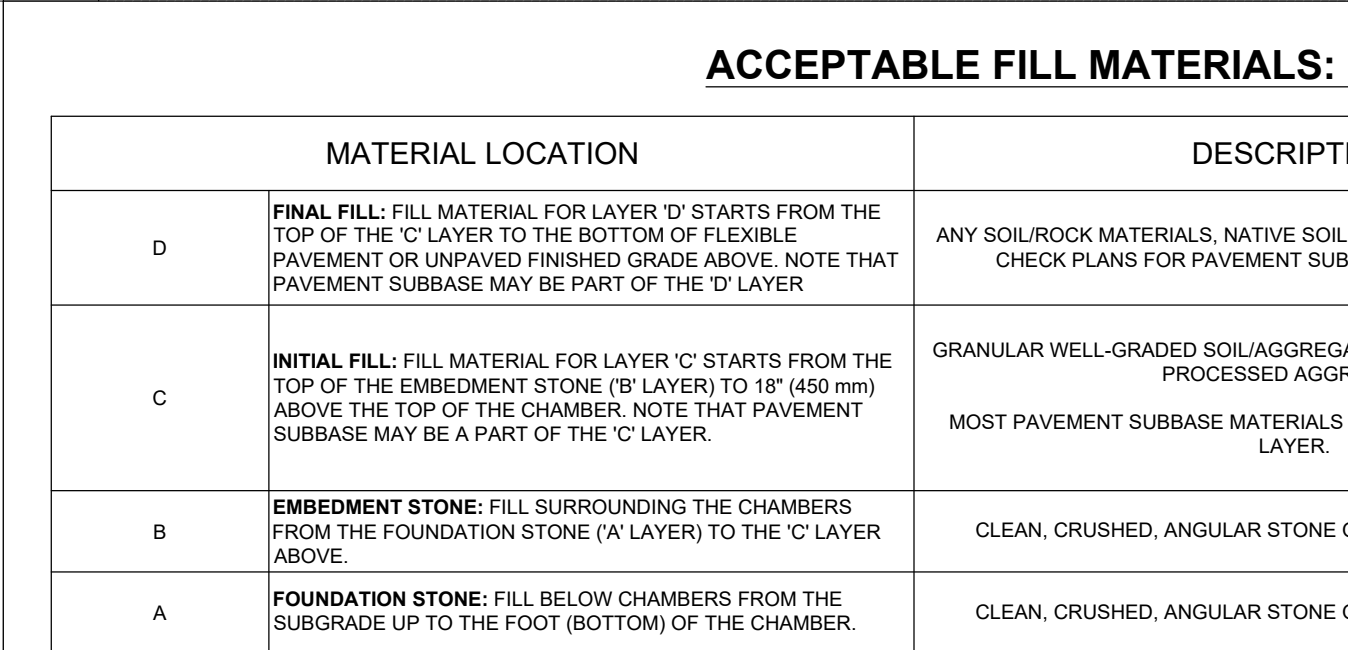 ACCEPTABLE FILL MATERIALS:
MATERIAL LOCATION
D
FINAL FILL: FILL MATERIAL FOR LAYER 'D' STARTS FROM THE
TOP OF THE 'C' LAYER TO THE BOTTOM OF FLEXIBLE
PAVEMENT OR UNPAVED FINISHED GRADE ABOVE. NOTE THAT
PAVEMENT SUBBASE MAY BE PART OF THE 'D' LAYER
ANY SOIL/ROCK MATERIALS, NATIVE SOIL
CHECK PLANS FOR PAVEMENT
C
INITIAL FILL: FILL MATERIAL FOR LAYER 'C' STARTS FROM THE
TOP OF THE EMBEDMENT STONE ('B' LAYER) TO 18" (450 mm)
ABOVE THE TOP OF THE CHAMBER. NOTE THAT PAVEMENT
SUBBASE MAY BE A PART OF THE 'C' LAYER.
GRANULAR WELL-GRADED
PROCESSED
MOST PAVEMENT SUBBASE MATERIALS
LAYER.
B
EMBEDMENT STONE: FILL SURROUNDING THE CHAMBERS
FROM THE FOUNDATION STONE ('A' LAYER) TO THE 'C' LAYER
ABOVE.
CLEAN, CRUSHED, ANGULAR STONE
A
FOUNDATION STONE: FILL BELOW CHAMBERS FROM THE
SUBGRADE UP TO THE FOOT (BOTTOM) OF THE CHAMBER.
CLEAN, CRUSHED, ANGULAR STONE